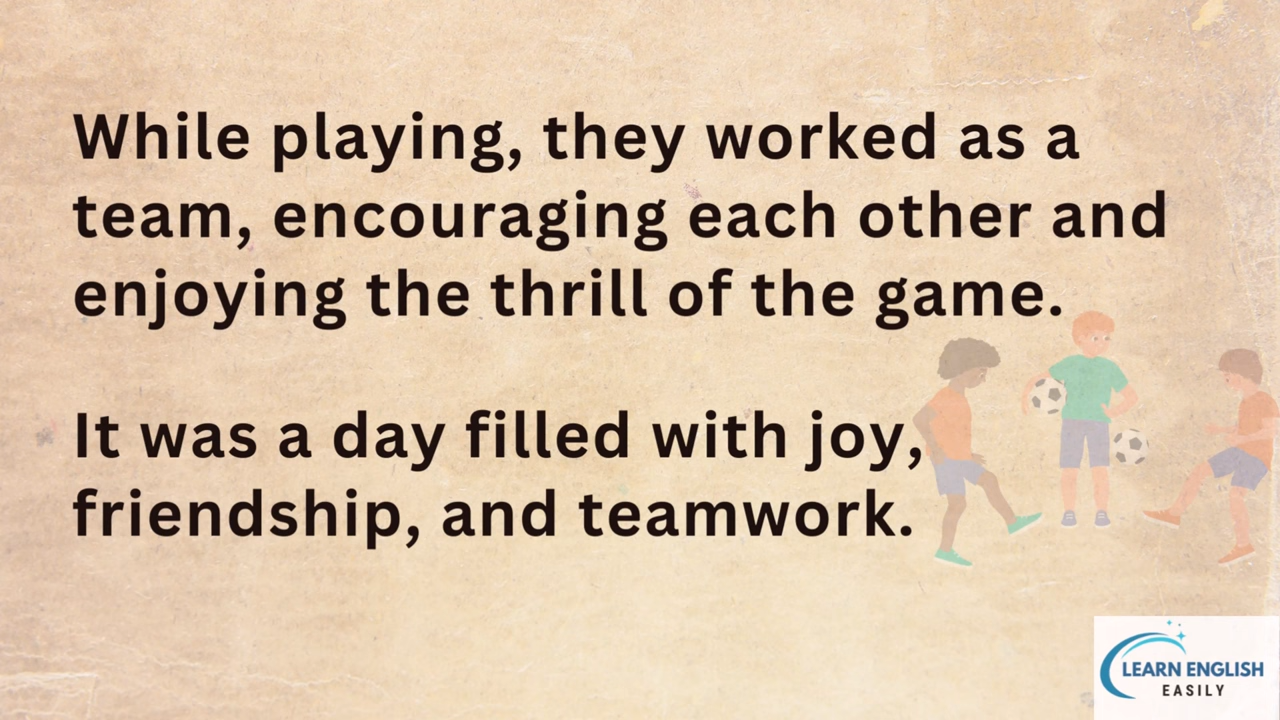 While playing, they worked as a
team, encouraging each other and
enjoying the thrill of the game.
It was a day filled with joy,
friendship, and teamwork.
LEARN ENGLISH
EASILY